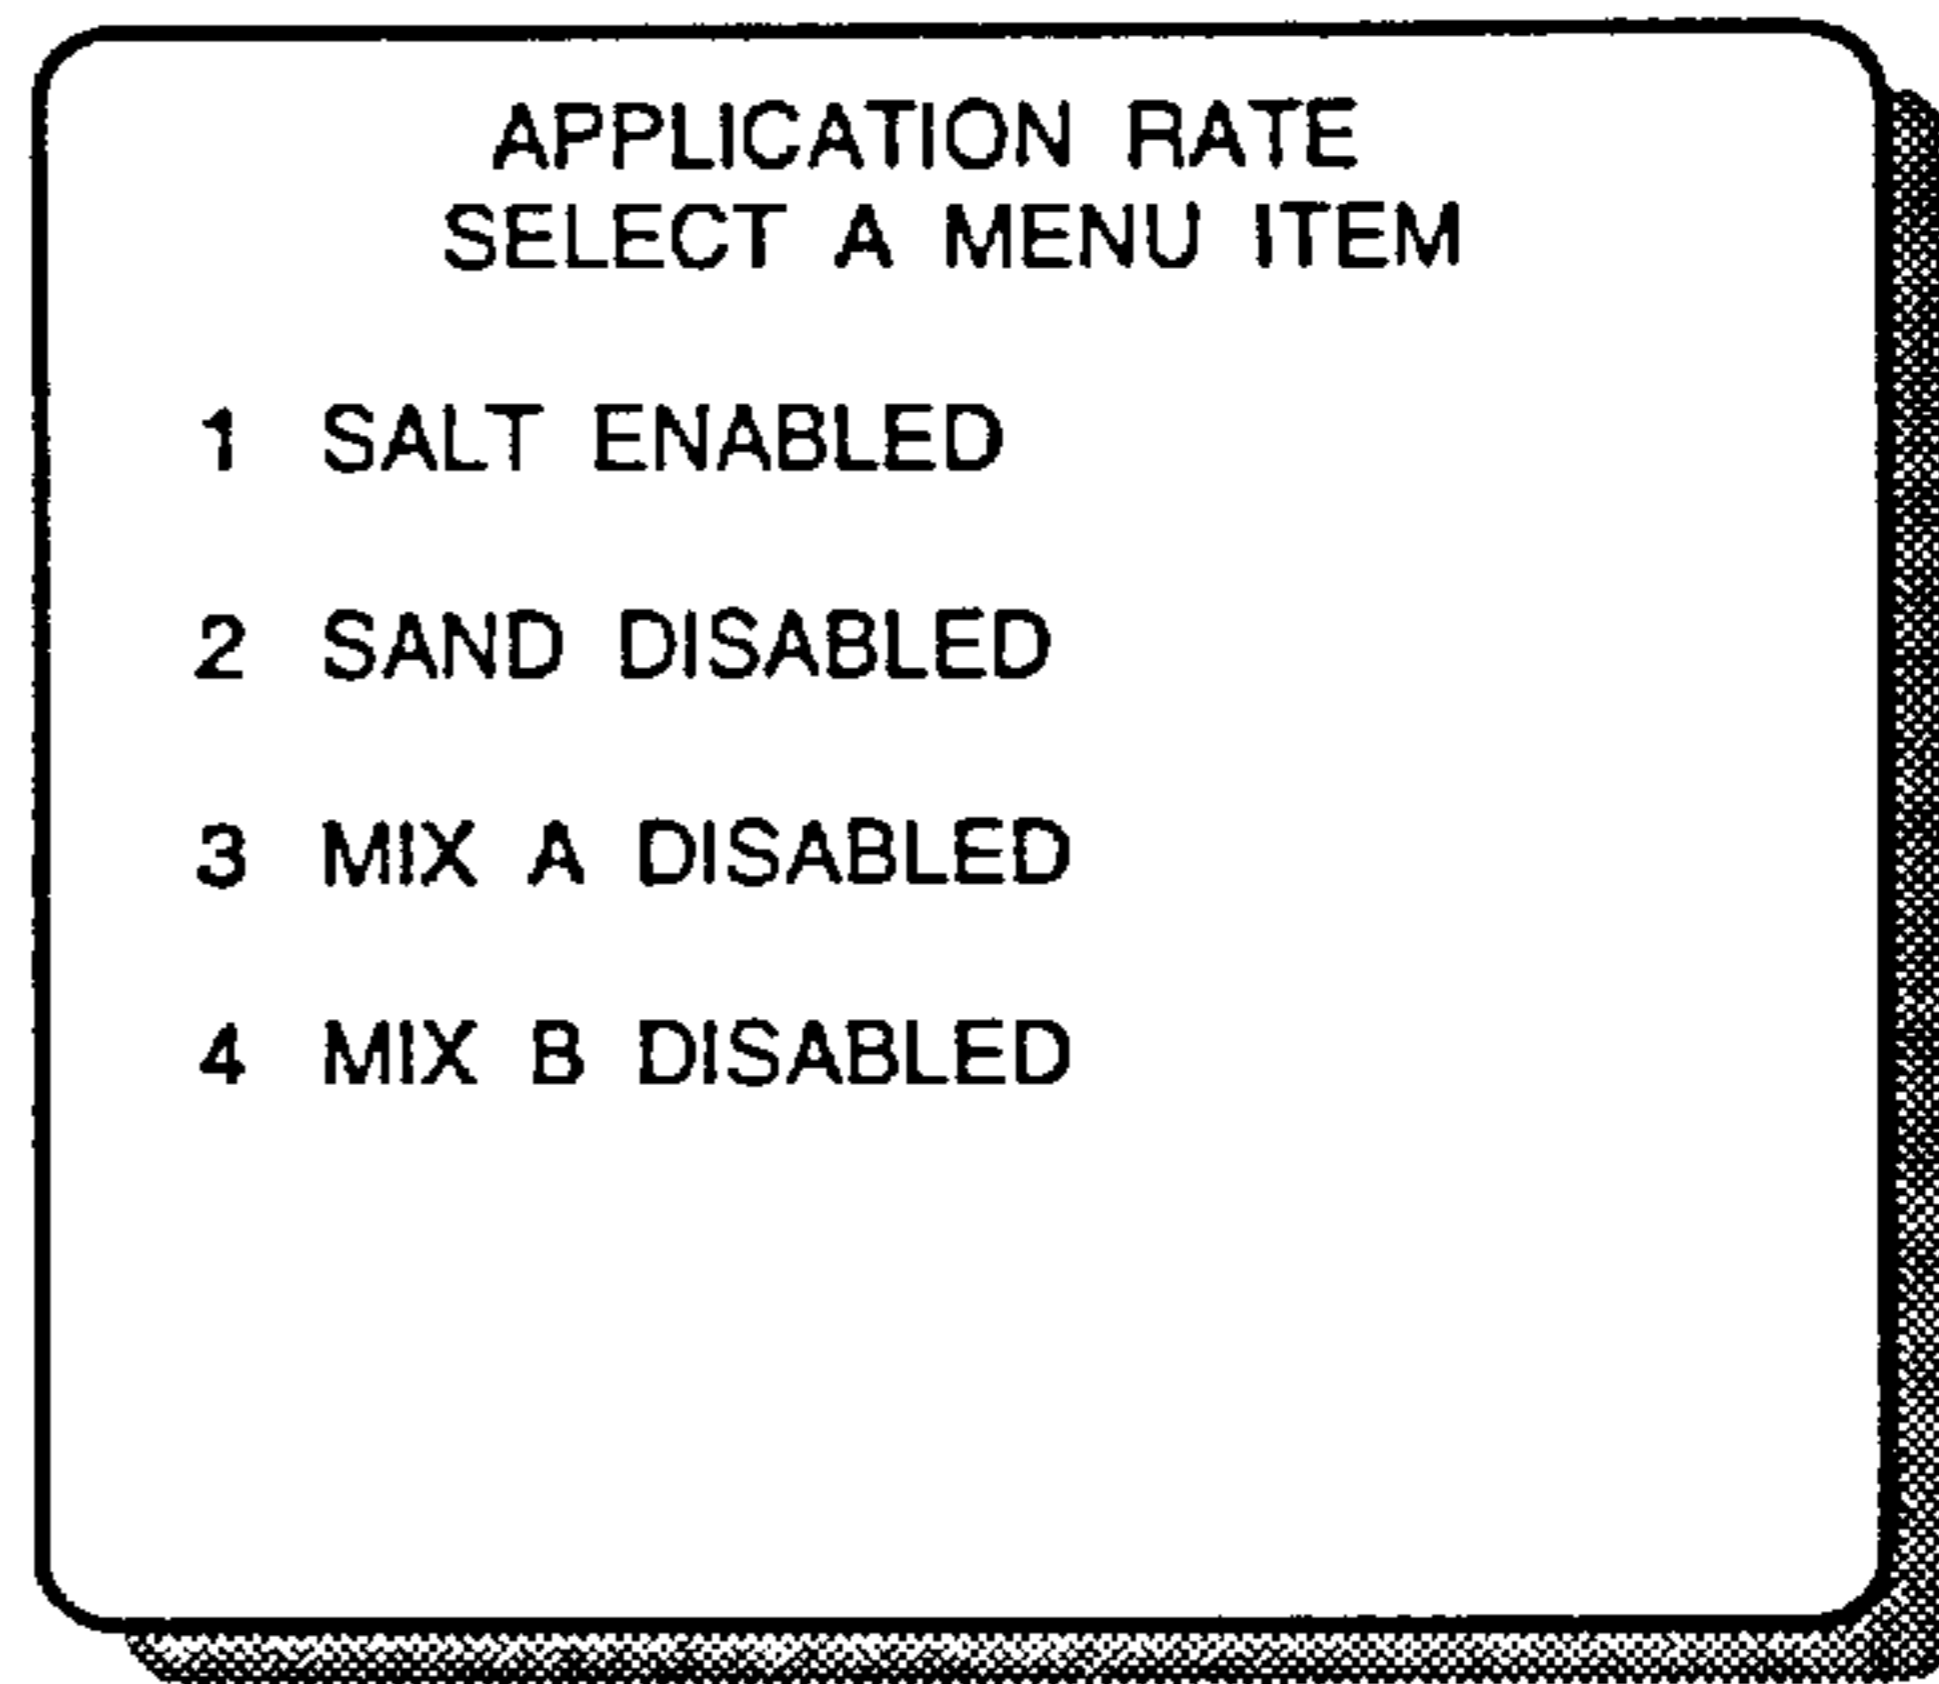 APPLICATION RATE
SELECT A MENU ITEM
1 SALT ENABLED
2 SAND DISABLED
3 MIX A DISABLED
4 MIX B DISABLED